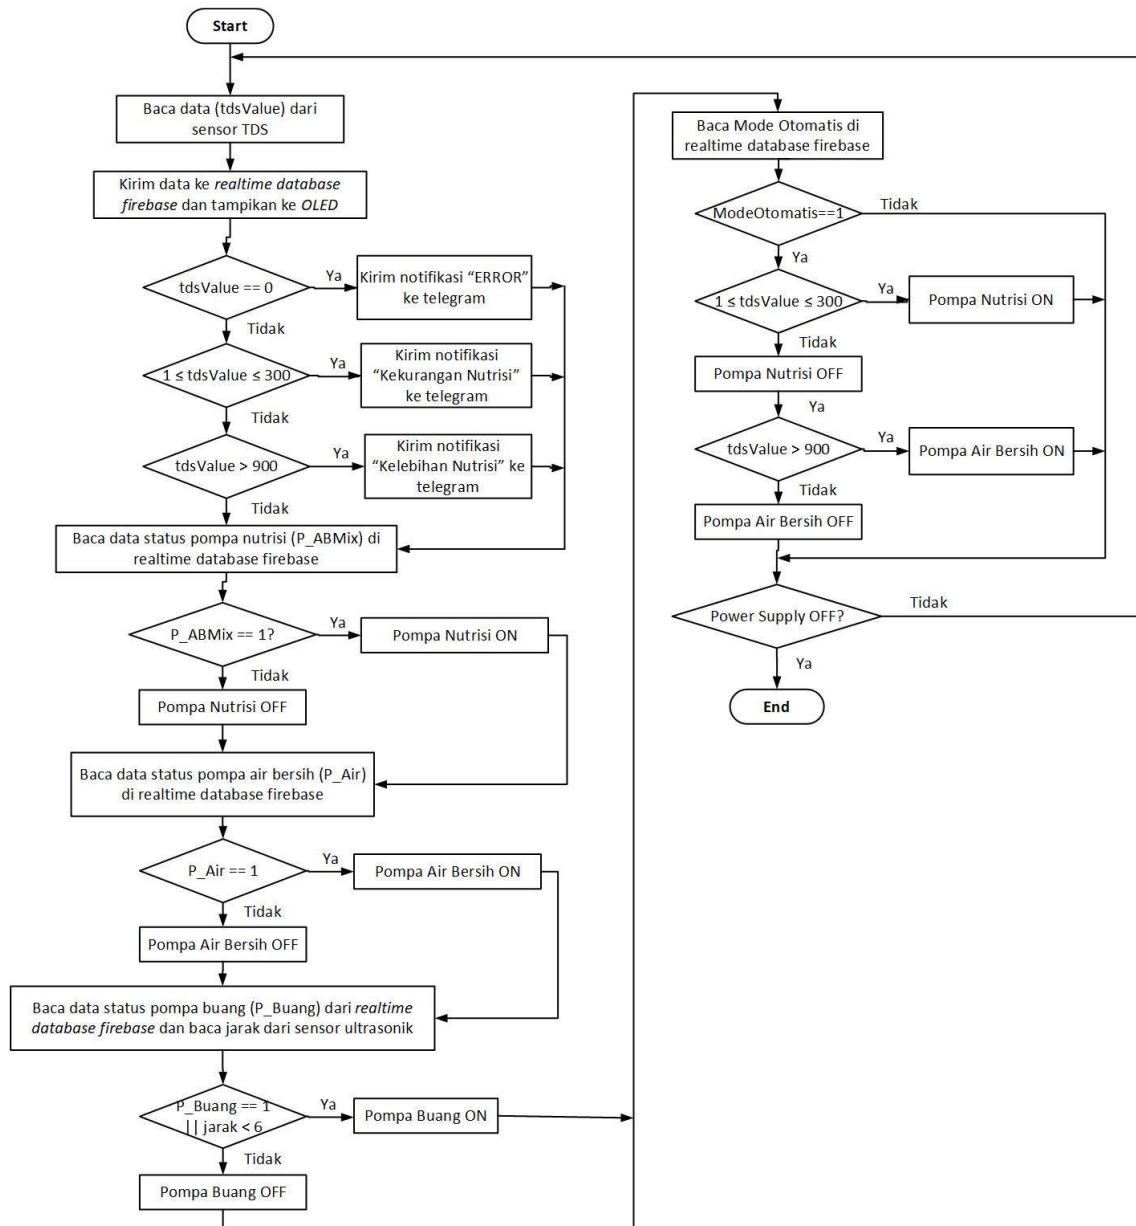 Start
Baca data (tdsValue) dari
sensor TDS
Kirim data ke realtime database
firebase dan tampikan ke OLED
tdsValue == 0
Ya
Kirim notifikasi “ERROR”
ke telegram
Tidak
1 ≤ tdsValue ≤ 300
Ya
Kirim notifikasi
“Kekurangan Nutrisi”
ke telegram
Tidak
tdsValue > 900
Ya
Kirim notifikasi
“Kelebihan Nutrisi” ke
telegram
Tidak
Baca data status pompa nutrisi (P_ABMix) di
realtime database firebase
P_ABMix == 1?
Ya
Pompa Nutrisi ON
Tidak
Pompa Nutrisi OFF
Baca data status pompa air bersih (P_Air)
di realtime database firebase
P_Air == 1
Ya
Pompa Air Bersih ON
Tidak
Pompa Air Bersih OFF
Baca data status pompa buang (P_Buang) dari realtime
database firebase dan baca jarak dari sensor ultrasonik
P_Buang == 1
|| jarak < 6
Ya
Pompa Buang ON
Tidak
Pompa Buang OFF
Baca Mode Otomatis di
realtime database firebase
ModeOtomatis==1
Tidak
Ya
1 ≤ tdsValue ≤ 300
Ya
Pompa Nutrisi ON
Tidak
Pompa Nutrisi OFF
Ya
tdsValue > 900
Ya
Pompa Air Bersih ON
Tidak
Pompa Air Bersih OFF
Power Supply OFF?
Tidak
Ya
End